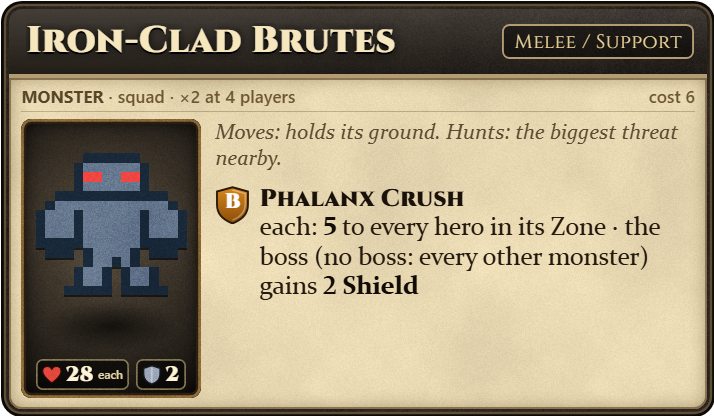 Iron-Clad Brutes
Melee / Support
MONSTER · squad · ×2 at 4 players
cost 6
Moves: holds its ground. Hunts: the biggest threat
nearby.
B
Phalanx Crush
each: 5 to every hero in its Zone · the
boss (no boss: every other monster)
gains 2 Shield
28 each
2